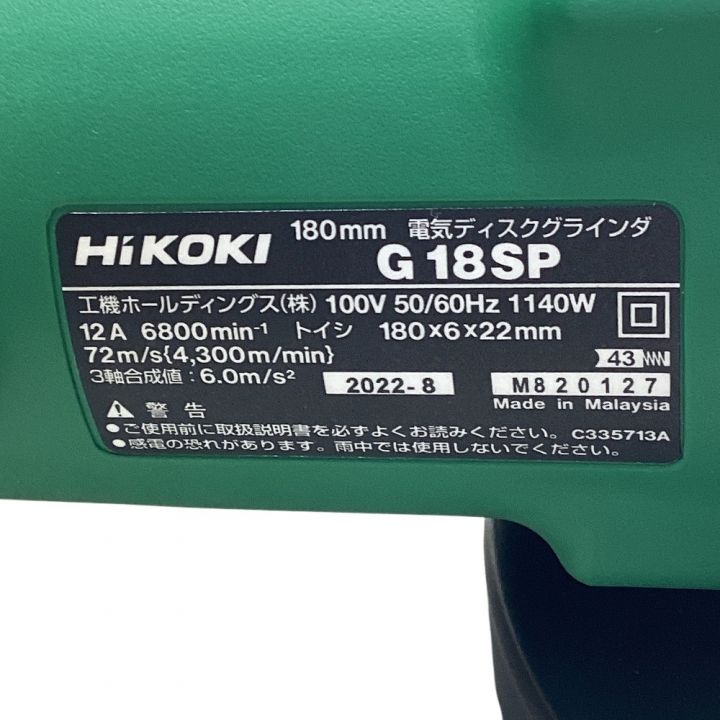 180mm 電気ディスクグラインダ
HiKOKI G18SP
工機ホールディングス(株) 100V 50/60Hz 1140W
12A 6800min⁻¹ トイシ 180×6×22mm
72m/s{4,300m/min}
43
3軸合成値:6.0m/s² 2022-8 M820127
Made in Malaysia
警告
●ご使用前に取扱説明書を必ずよくお読みください。 C335713A
●感電の恐れがあります。雨中では使用しないでください。